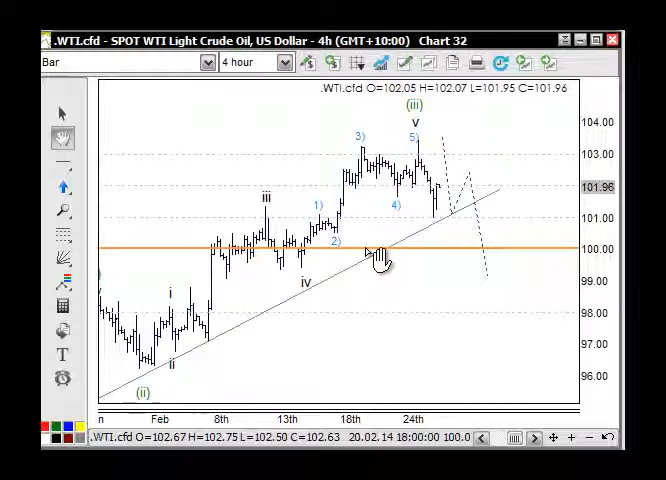 .WTI.cfd - SPOT WTI Light Crude Oil, US Dollar - 4h (GMT+10:00) Chart 32
Bar 4 hour
.WTI.cfd O=102.05 H=102.07 L=101.95 C=101.96
(iii)
v
3) 5)
iii
1)
4)
2)
iv
i
ii
(ii)
104.00
103.00
101.96
101.00
100.00
99.00
98.00
97.00
96.00
n Feb 8th 13th 18th 24th
T
.WTI.cfd O=102.67 H=102.75 L=102.50 C=102.63 20.02.14 18:00:00 100.0